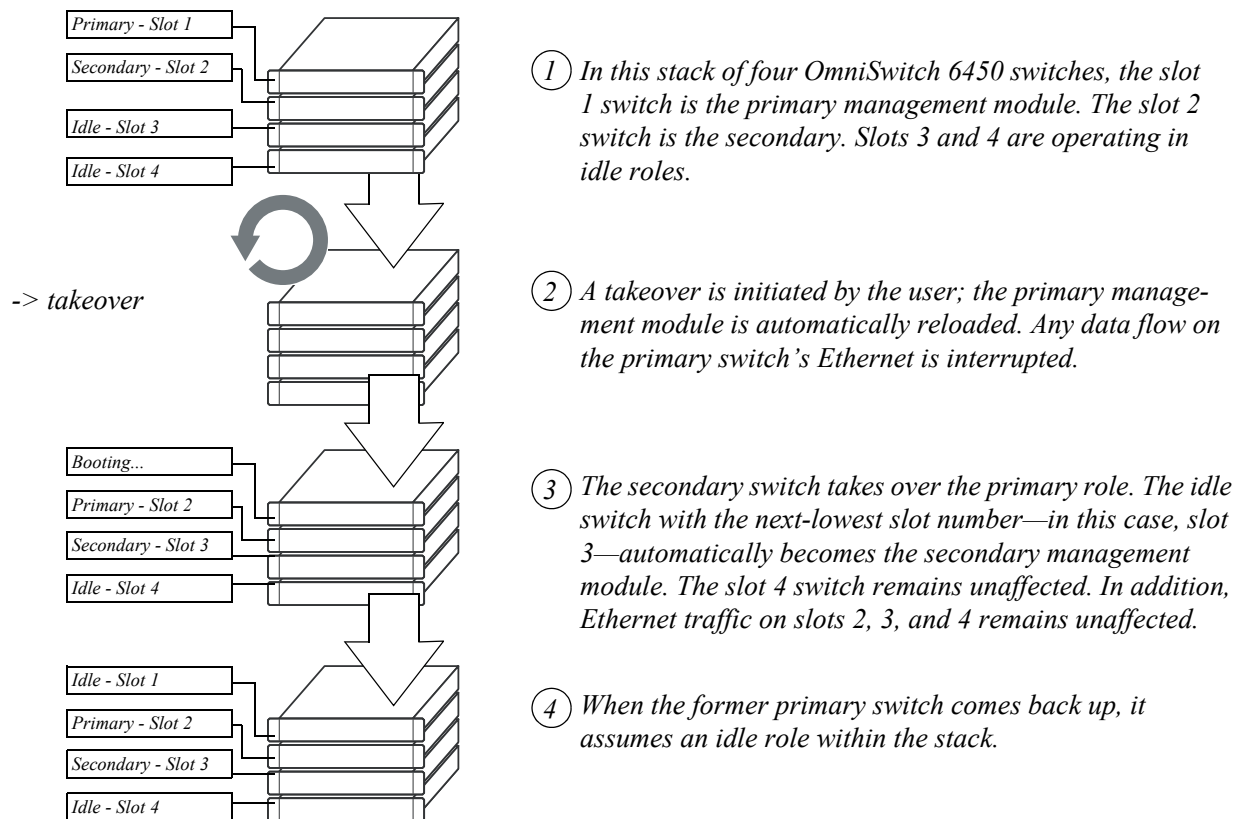 Primary - Slot 1
Secondary - Slot 2
Idle - Slot 3
Idle - Slot 4
1 In this stack of four OmniSwitch 6450 switches, the slot
1 switch is the primary management module. The slot 2
switch is the secondary. Slots 3 and 4 are operating in
idle roles.
-> takeover
2 A takeover is initiated by the user; the primary manage-
ment module is automatically reloaded. Any data flow on
the primary switch’s Ethernet is interrupted.
Booting...
Primary - Slot 2
Secondary - Slot 3
Idle - Slot 4
3 The secondary switch takes over the primary role. The idle
switch with the next-lowest slot number—in this case, slot
3—automatically becomes the secondary management
module. The slot 4 switch remains unaffected. In addition,
Ethernet traffic on slots 2, 3, and 4 remains unaffected.
Idle - Slot 1
Primary - Slot 2
Secondary - Slot 3
Idle - Slot 4
4 When the former primary switch comes back up, it
assumes an idle role within the stack.